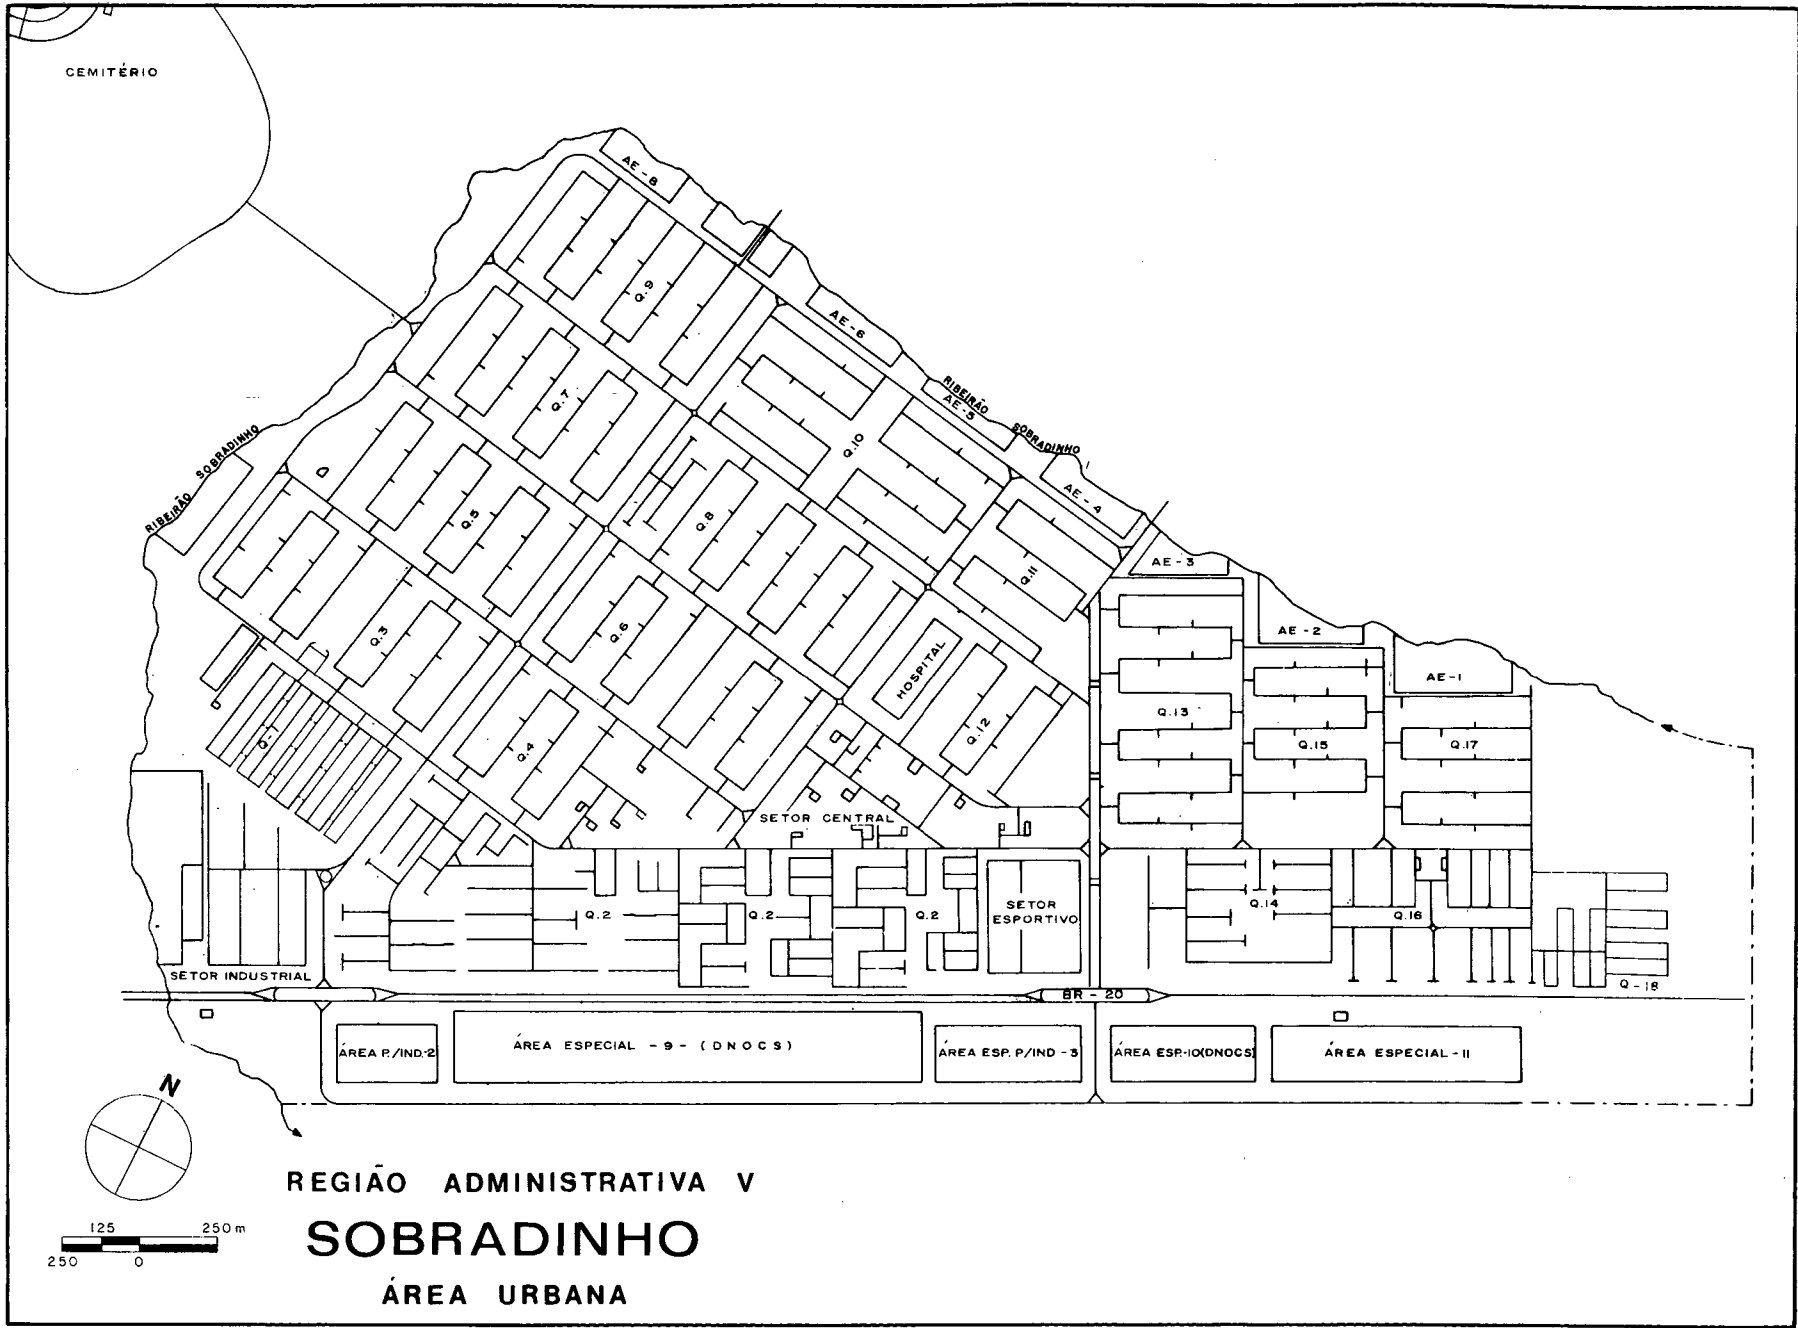 CEMITÉRIO
AE - 8
Q.9
AE - 6
RIBEIRÃO
SOBRADINHO
AE - 5
Q.7
Q.10
AE - 4
RIBEIRÃO SOBRADINHO
Q.5
Q.8
Q.11
AE - 3
Q.3
Q.6
HOSPITAL
AE - 2
AE - 1
Q-1
Q.4
Q.12
Q.13
Q.15
Q.17
SETOR CENTRAL
Q.2
Q.2
Q.2
SETOR
ESPORTIVO
Q.14
Q.16
Q-18
SETOR INDUSTRIAL
BR - 20
ÁREA P./IND-2
ÁREA ESPECIAL - 9 - (DNOCS)
ÁREA ESP. P/IND - 3
ÁREA ESP.-10(DNOCS)
ÁREA ESPECIAL - 11
N
REGIÃO ADMINISTRATIVA V
SOBRADINHO
ÁREA URBANA
125 250 m
250 0